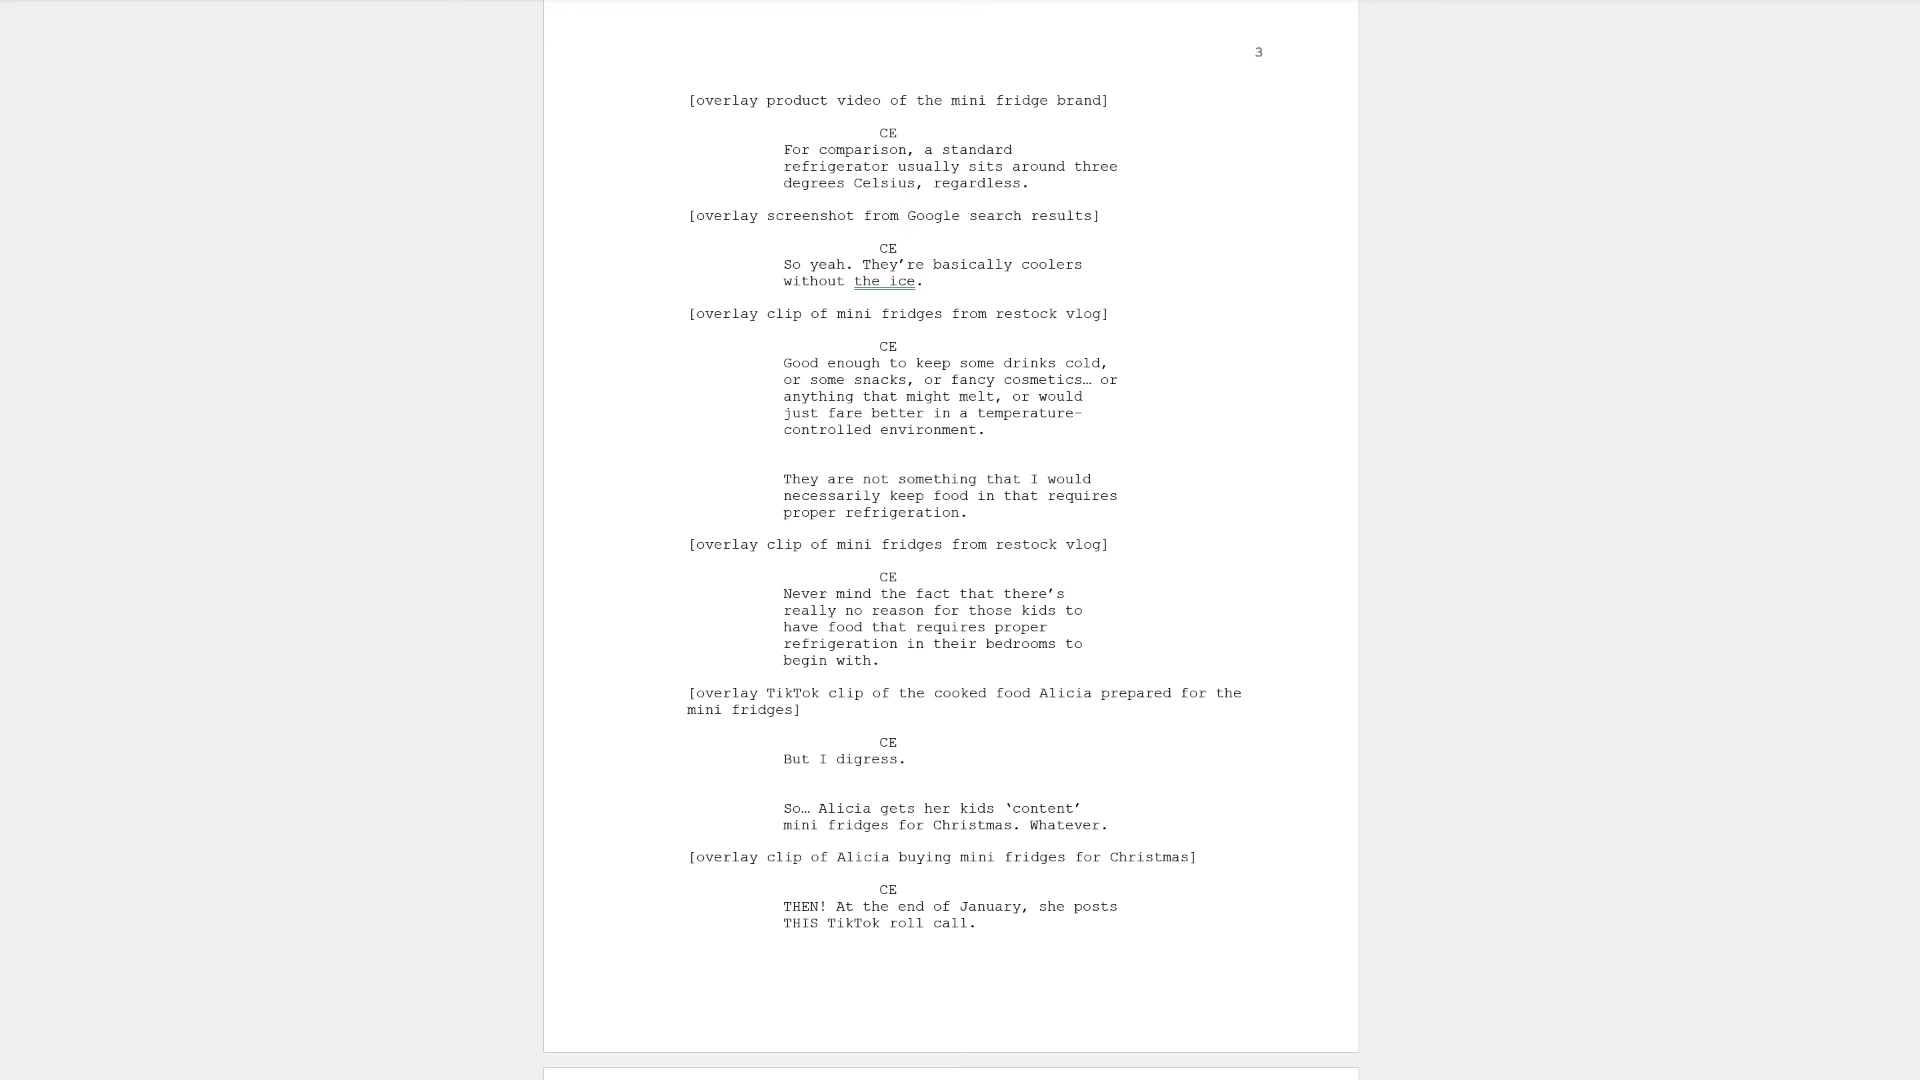 3
[overlay product video of the mini fridge brand]
CE
For comparison, a standard
refrigerator usually sits around three
degrees Celsius, regardless.
[overlay screenshot from Google search results]
CE
So yeah. They’re basically coolers
without the ice.
[overlay clip of mini fridges from restock vlog]
CE
Good enough to keep some drinks cold,
or some snacks, or fancy cosmetics… or
anything that might melt, or would
just fare better in a temperature-
controlled environment.
They are not something that I would
necessarily keep food in that requires
proper refrigeration.
[overlay clip of mini fridges from restock vlog]
CE
Never mind the fact that there’s
really no reason for those kids to
have food that requires proper
refrigeration in their bedrooms to
begin with.
[overlay TikTok clip of the cooked food Alicia prepared for the
mini fridges]
CE
But I digress.
So… Alicia gets her kids ‘content’
mini fridges for Christmas. Whatever.
[overlay clip of Alicia buying mini fridges for Christmas]
CE
THEN! At the end of January, she posts
THIS TikTok roll call.